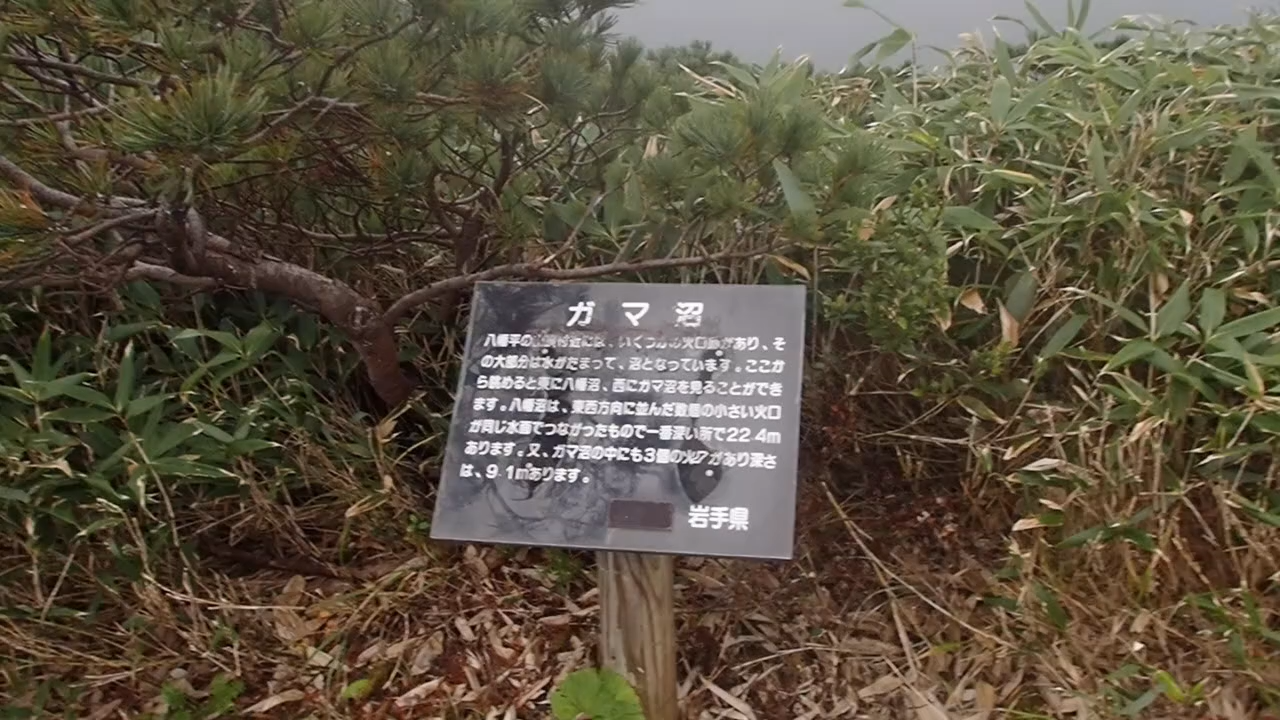 ガマ沼
八幡平の頂上付近には、いくつかの火口跡があり、そ
の大部分は水がたまって、沼となっています。ここか
ら眺めると東に八幡沼、西にガマ沼を見ることができ
ます。八幡沼は、東西方向に並んだ数個の小さい火口
が同じ水面でつながったもので一番深い所で22.4m
あります。又、ガマ沼の中にも3個の火があり深さ
は、9.1mあります。
岩手県